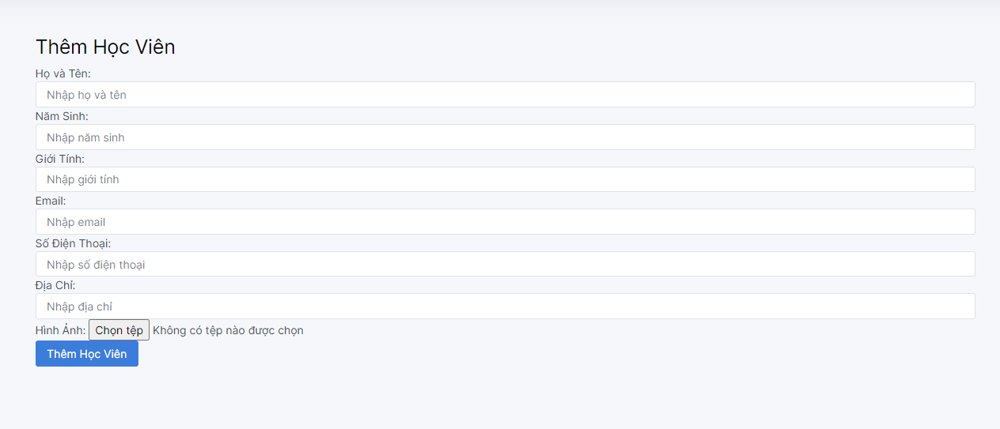 Thêm Học Viên
Họ và Tên:
Nhập họ và tên
Năm Sinh:
Nhập năm sinh
Giới Tính:
Nhập giới tính
Email:
Nhập email
Số Điện Thoại:
Nhập số điện thoại
Địa Chỉ:
Nhập địa chỉ
Hình Ảnh: Chọn tệp Không có tệp nào được chọn
Thêm Học Viên